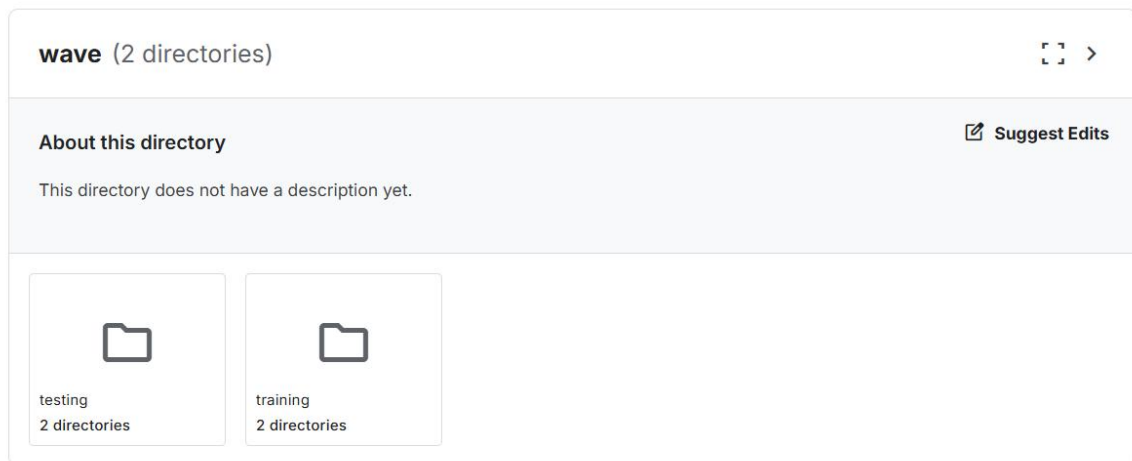 wave (2 directories)
About this directory
Suggest Edits
This directory does not have a description yet.
testing
2 directories
training
2 directories